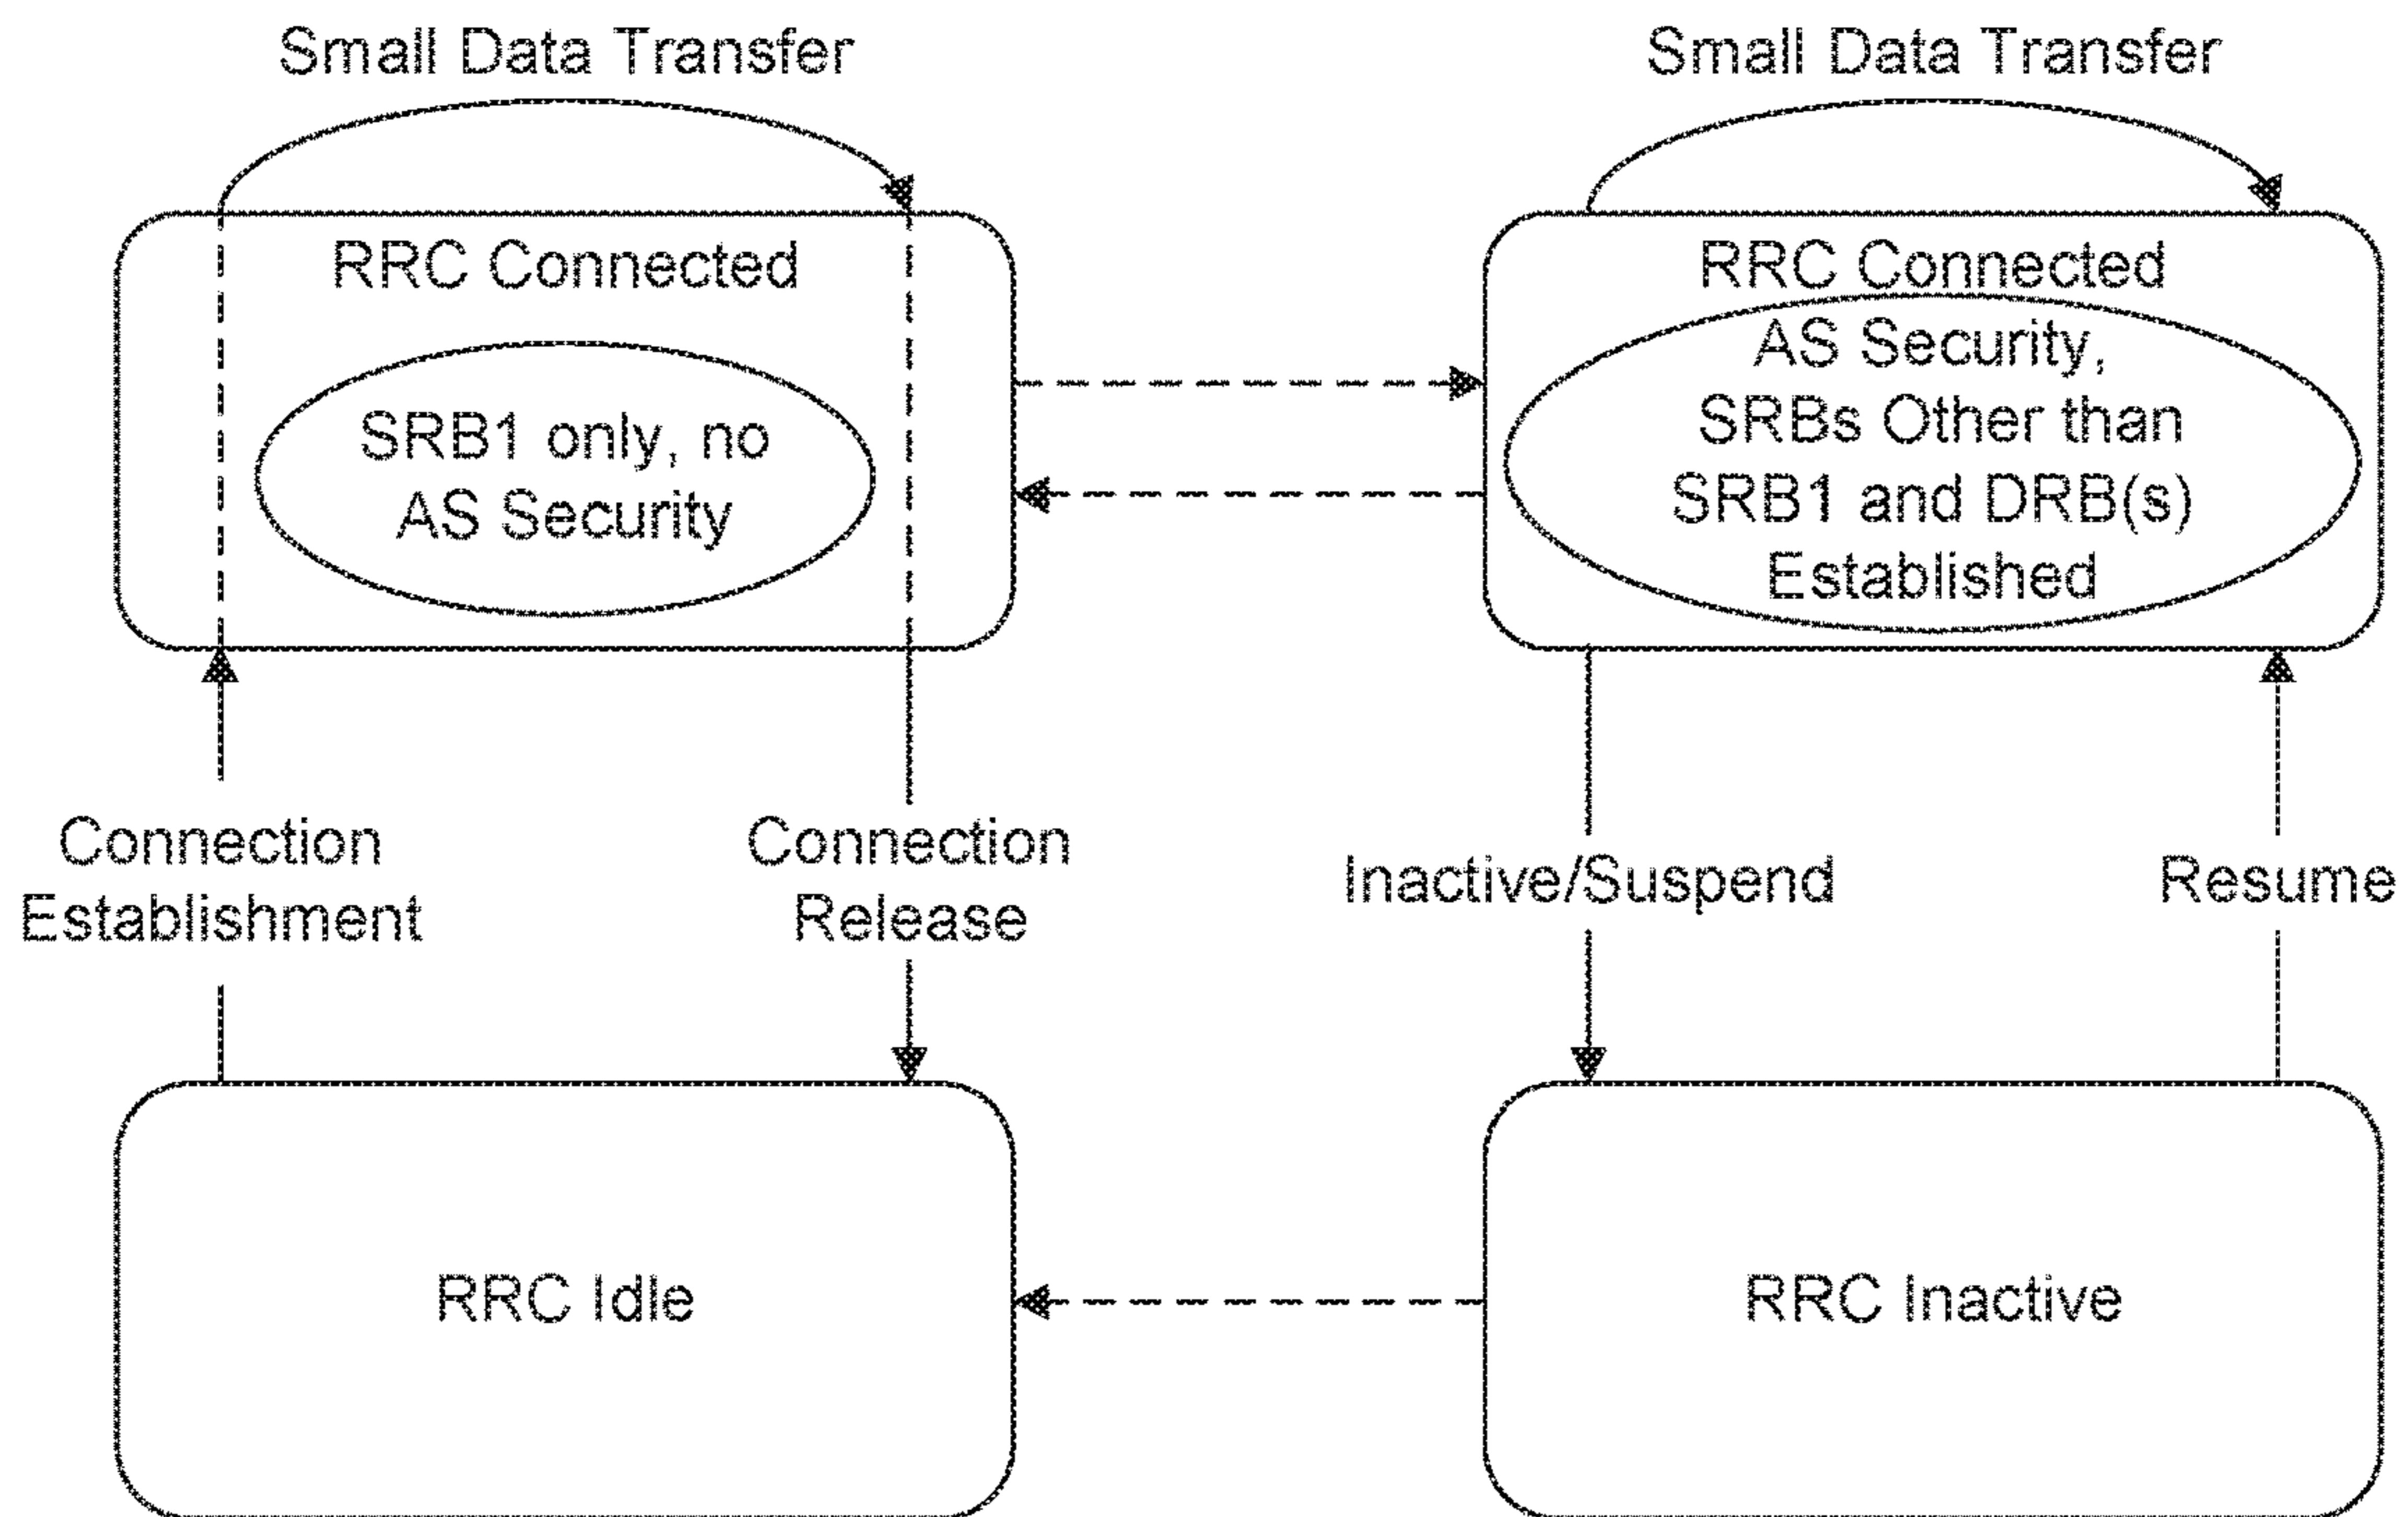 Small Data Transfer
Small Data Transfer
RRC Connected
SRB1 only, no
AS Security
RRC Connected
AS Security,
SRBs Other than
SRB1 and DRB(s)
Established
Connection
Establishment
Connection
Release
Inactive/Suspend
Resume
RRC Idle
RRC Inactive